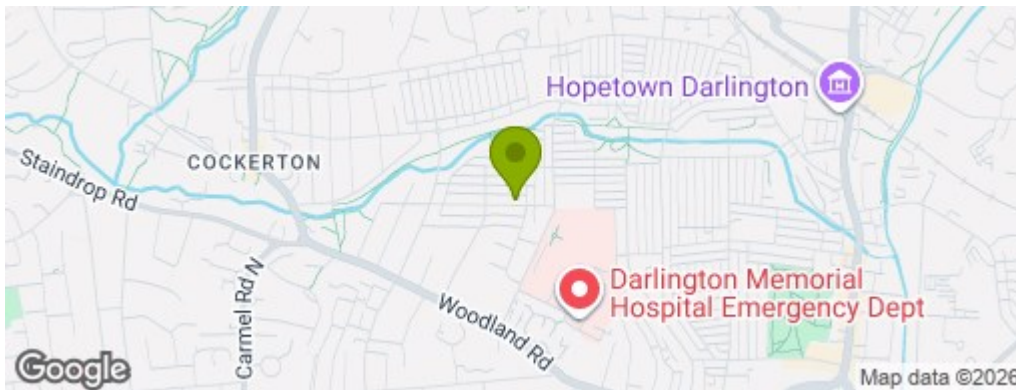 Hopetown Darlington
COCKERTON
Staindrop Rd
Carmel Rd N
Woodland Rd
Darlington Memorial
Hospital Emergency Dept
Google
Map data ©2026